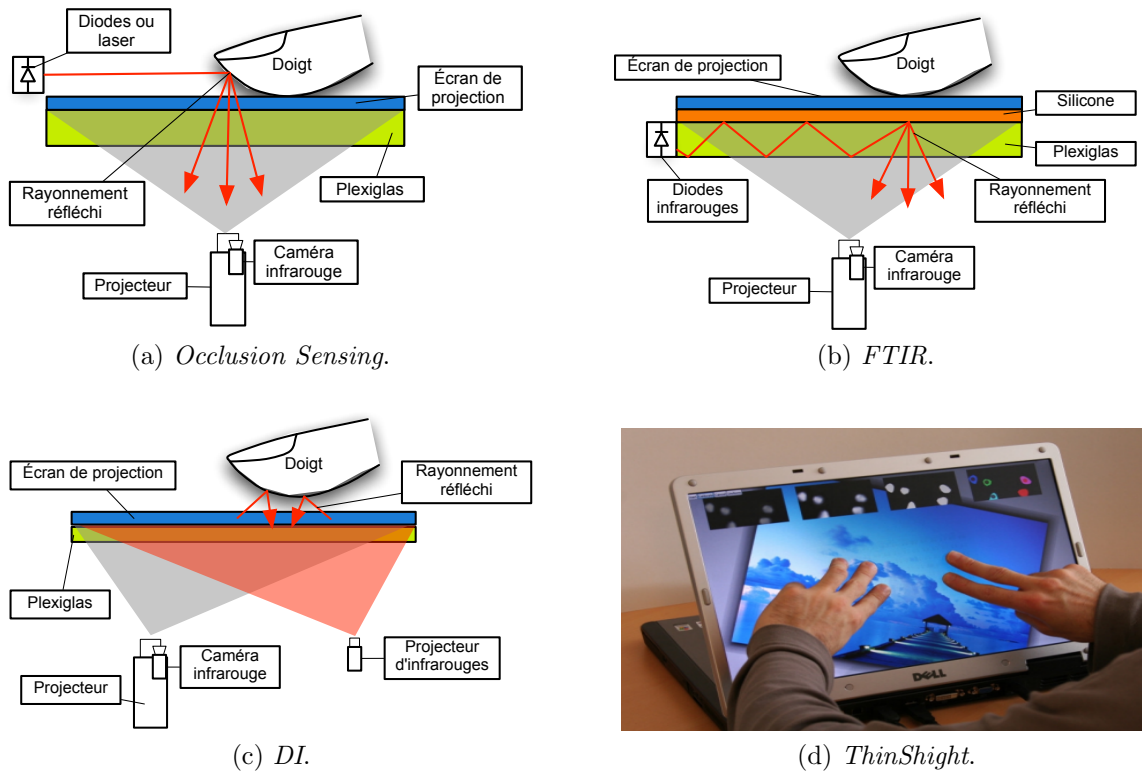 Diodes ou
laser
Doigt
Écran de
projection
Rayonnement
réfléchi
Plexiglas
Caméra
infrarouge
Projecteur
(a) Occlusion Sensing.
Écran de projection
Doigt
Silicone
Plexiglas
Diodes
infrarouges
Rayonnement
réfléchi
Caméra
infrarouge
Projecteur
(b) FTIR.
Écran de projection
Doigt
Rayonnement
réfléchi
Plexiglas
Caméra
infrarouge
Projecteur
d'infrarouges
Projecteur
(c) DI.
DELL
(d) ThinShight.